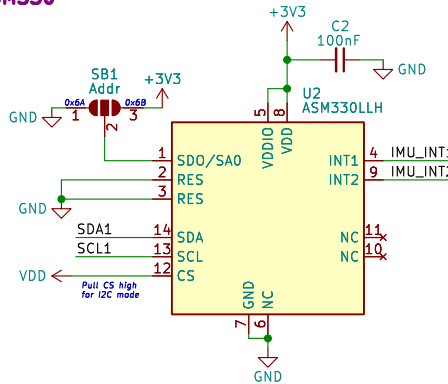 +3V3
C2
100nF
GND
SB1
Addr
+3V3
0x6A
0x6B
GND
1
2
3
U2
ASM330LLH
5
8
VDDIO
VDD
1
SDO/SA0
INT1
4
IMU_INT1
2
RES
INT2
9
IMU_INT2
3
RES
GND
SDA1
14
SDA
NC
11
SCL1
13
SCL
NC
10
VDD
12
CS
Pull CS high
for I2C mode
GND
NC
7
6
GND